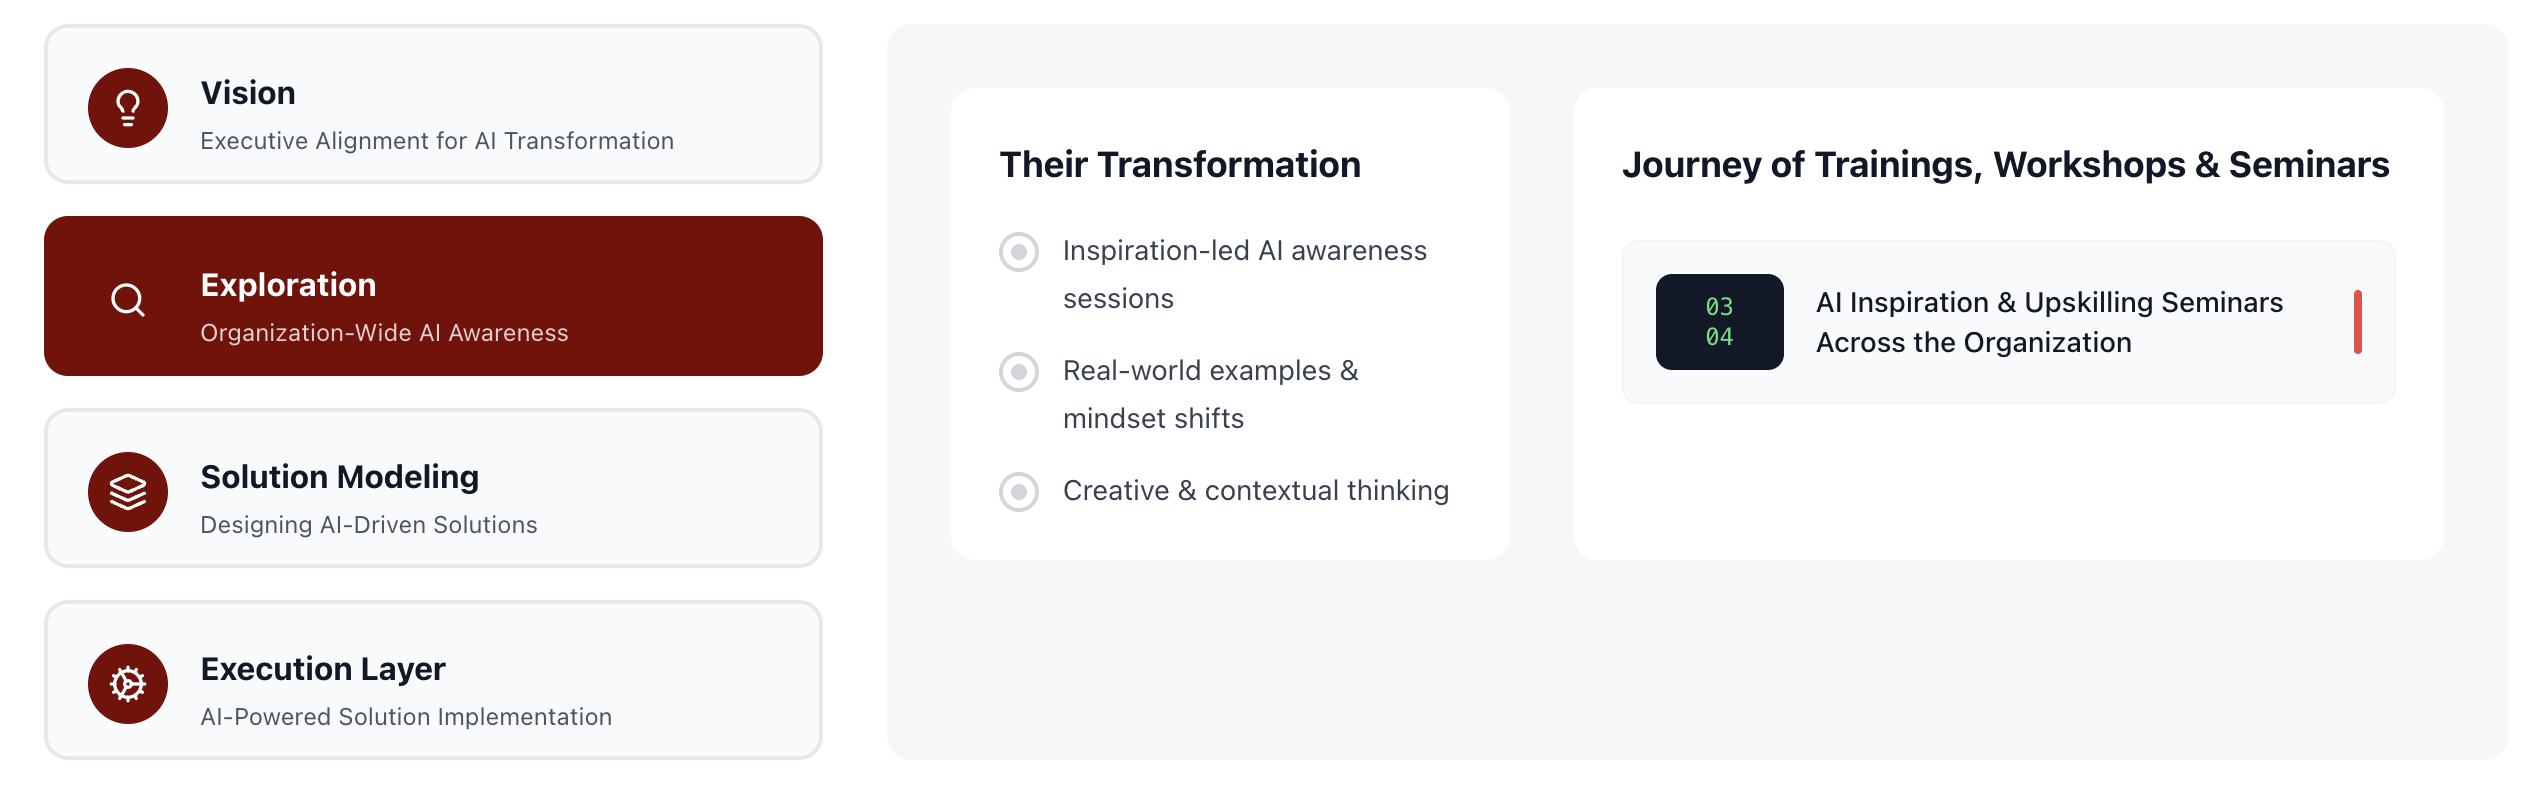 Vision
Executive Alignment for AI Transformation
Exploration
Organization-Wide AI Awareness
Solution Modeling
Designing AI-Driven Solutions
Execution Layer
AI-Powered Solution Implementation
Their Transformation
Inspiration-led AI awareness
sessions
Real-world examples &
mindset shifts
Creative & contextual thinking
Journey of Trainings, Workshops & Seminars
03
04
AI Inspiration & Upskilling Seminars
Across the Organization